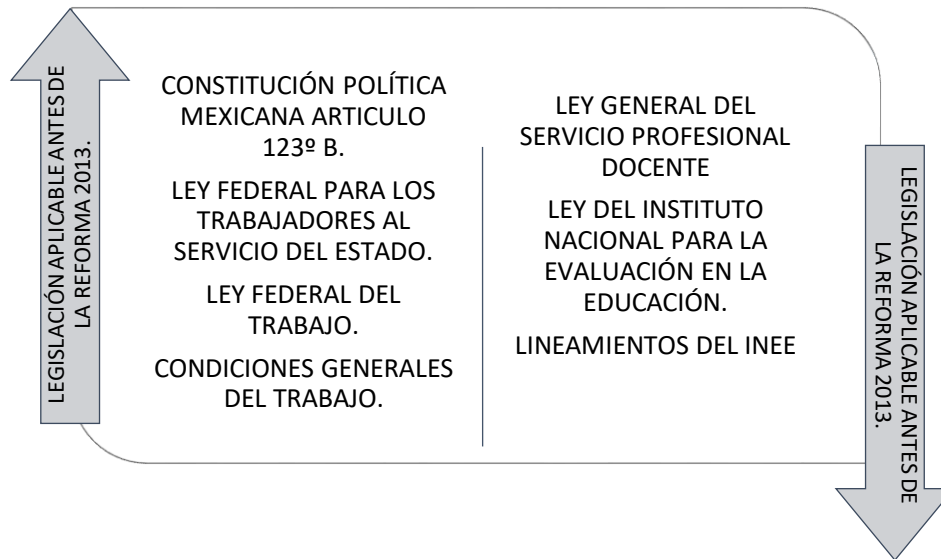 LEGISLACIÓN APLICABLE ANTES DE
LA REFORMA 2013.
CONSTITUCIÓN POLÍTICA
MEXICANA ARTICULO
123º B.
LEY FEDERAL PARA LOS
TRABAJADORES AL
SERVICIO DEL ESTADO.
LEY FEDERAL DEL
TRABAJO.
CONDICIONES GENERALES
DEL TRABAJO.
LEY GENERAL DEL
SERVICIO PROFESIONAL
DOCENTE
LEY DEL INSTITUTO
NACIONAL PARA LA
EVALUACIÓN EN LA
EDUCACIÓN.
LINEAMIENTOS DEL INEE
LEGISLACIÓN APLICABLE ANTES DE
LA REFORMA 2013.